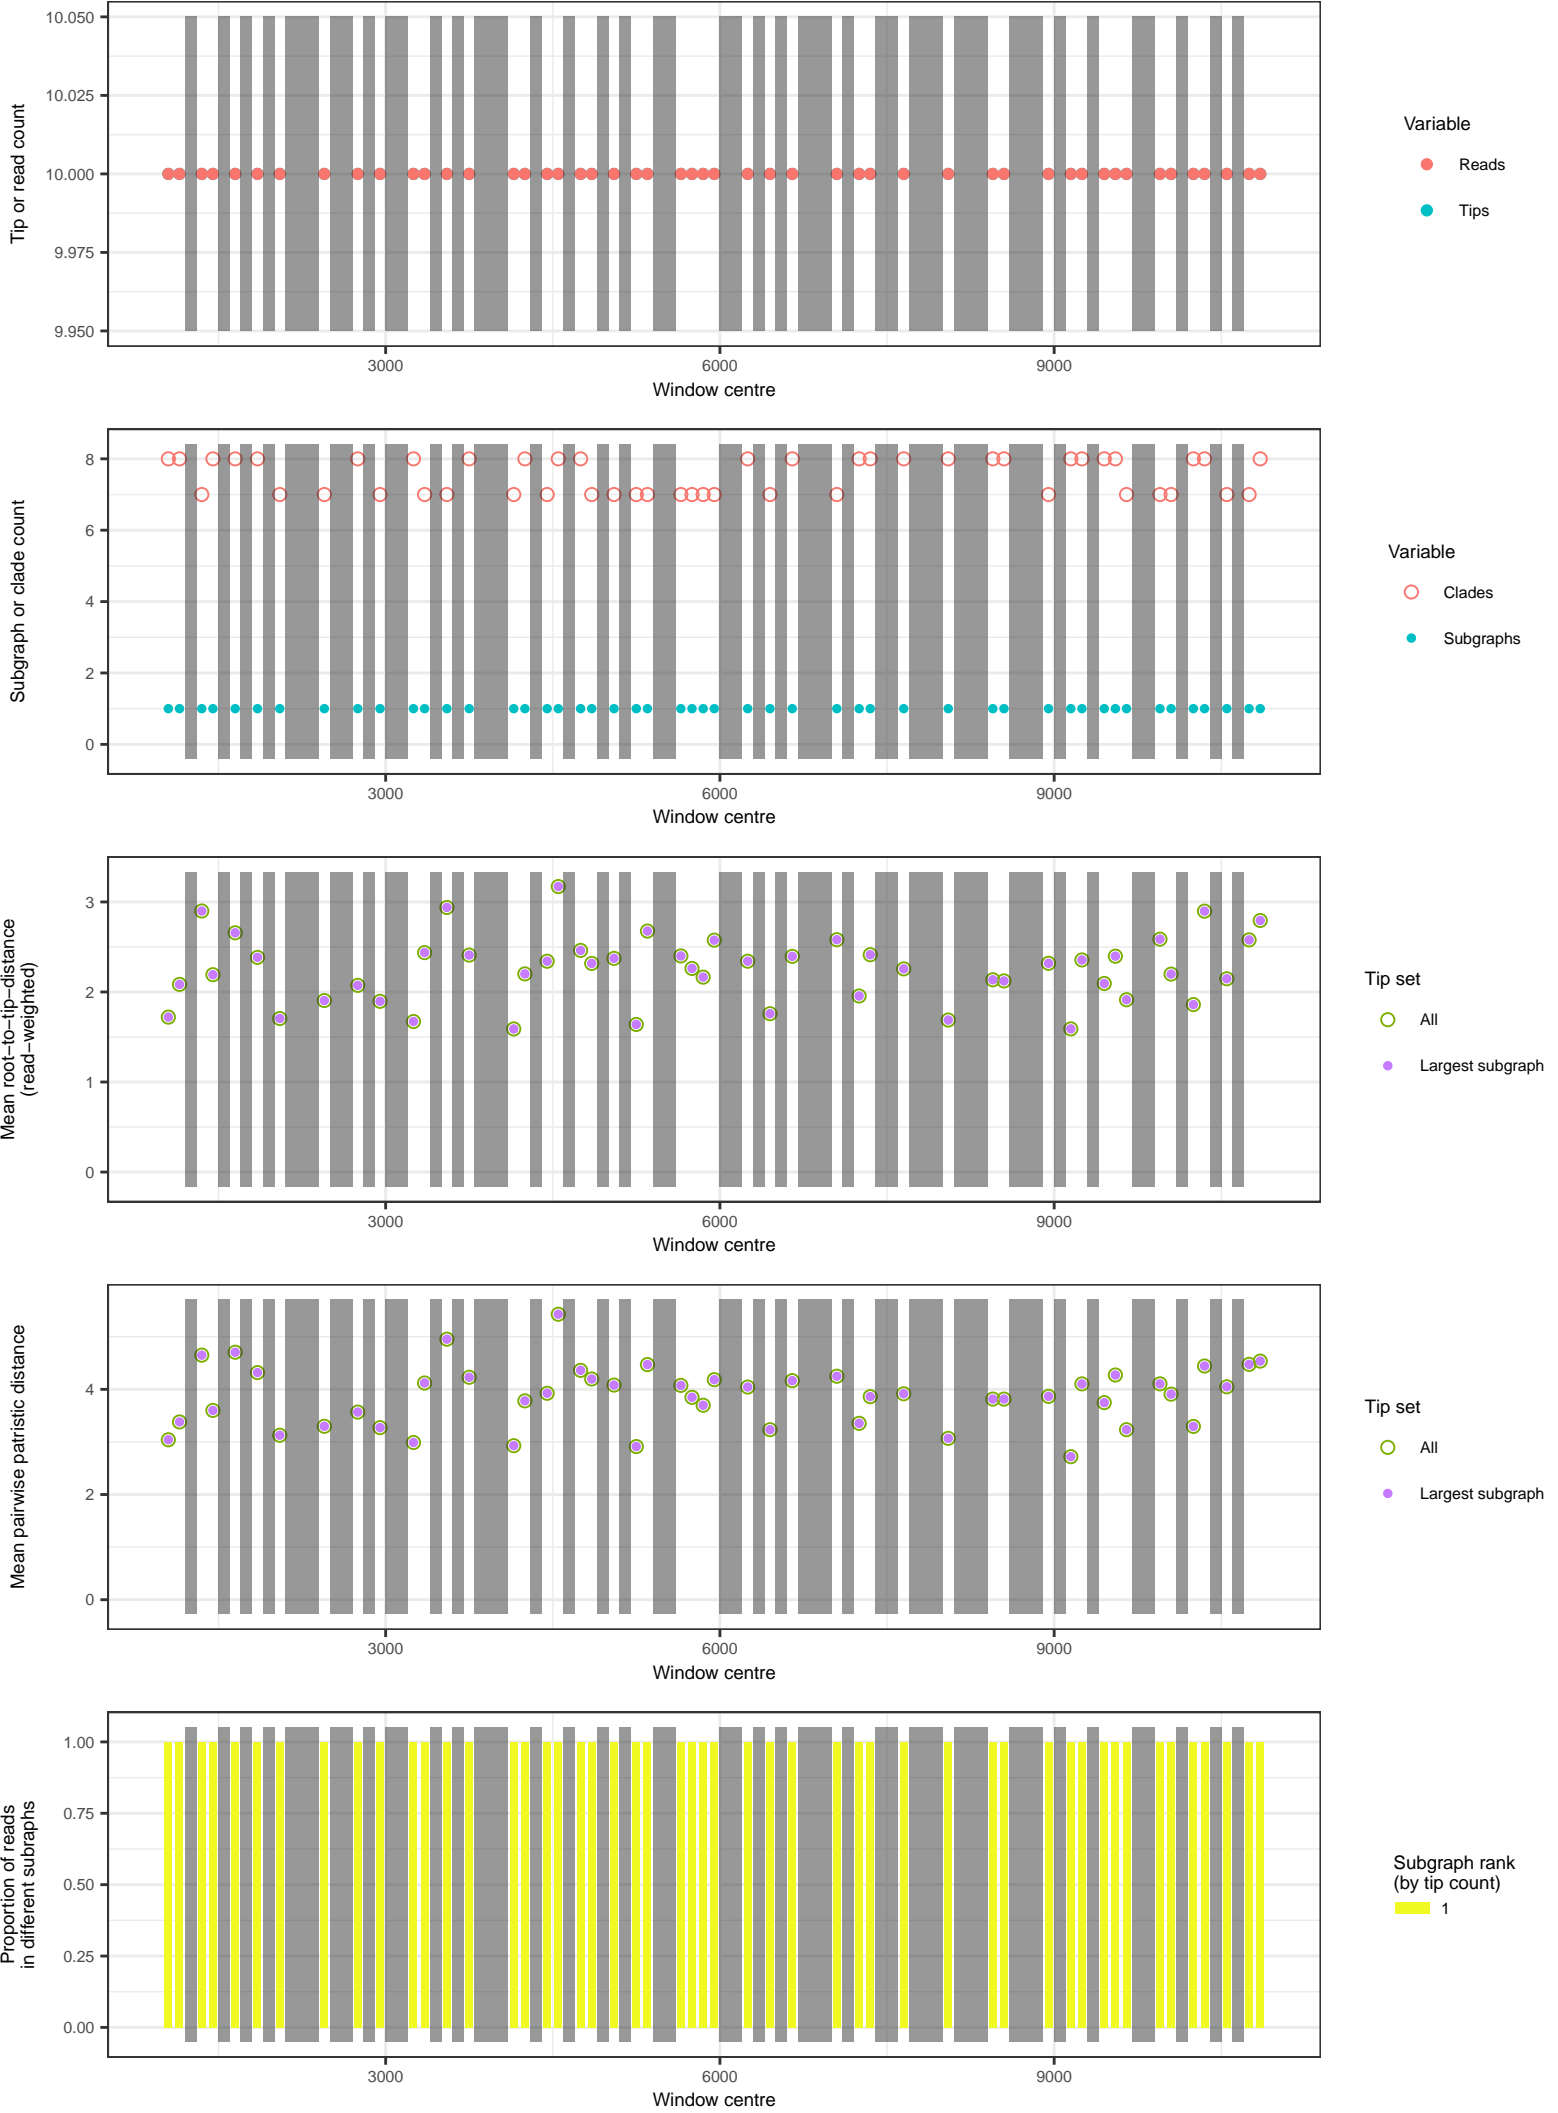 10.050
10.025
10.000
9.975
9.950
Tip or read count
3000
6000
9000
Window centre
Variable
Reads
Tips
8
6
4
2
0
Subgraph or clade count
3000
6000
9000
Window centre
Variable
Clades
Subgraphs
3
2
1
0
Mean root−to−tip−distance
(read−weighted)
3000
6000
9000
Window centre
Tip set
All
Largest subgraph
4
2
0
Mean pairwise patristic distance
3000
6000
9000
Window centre
Tip set
All
Largest subgraph
1.00
0.75
0.50
0.25
0.00
Proportion of reads
in different subraphs
3000
6000
9000
Window centre
Subgraph rank
(by tip count)
1